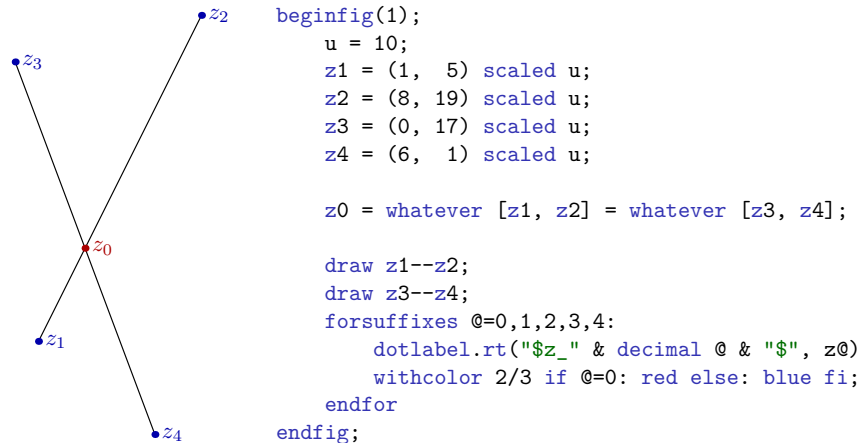 z2
z3
z0
z1
z4
beginfig(1);
    u = 10;
    z1 = (1,  5) scaled u;
    z2 = (8, 19) scaled u;
    z3 = (0, 17) scaled u;
    z4 = (6,  1) scaled u;
    z0 = whatever [z1, z2] = whatever [z3, z4];
    draw z1--z2;
    draw z3--z4;
    forsuffixes @=0,1,2,3,4:
        dotlabel.rt("$z_" & decimal @ & "$", z@)
        withcolor 2/3 if @=0: red else: blue fi;
    endfor
endfig;